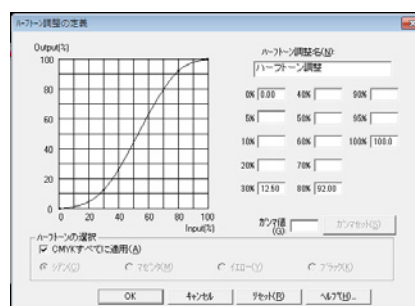 ハーフトーン調整の定義
Output(%)
100
80
60
40
20
0
0 20 40 60 80 100
Input(%)
ハーフトーン調整名(N):
ハーフトーン調整
0% 0.00 40% 90%
5% 50% 95%
10% 60% 100% 100.0
20% 70%
30% 12.50 80% 92.00
ガンマ値(G) ガンマセット(S)
ハーフトーンの選択
CMYKすべてに適用(A)
シアン(C) マゼンタ(M) イエロー(Y) ブラック(K)
OK キャンセル リセット(R) ヘルプ(H)...